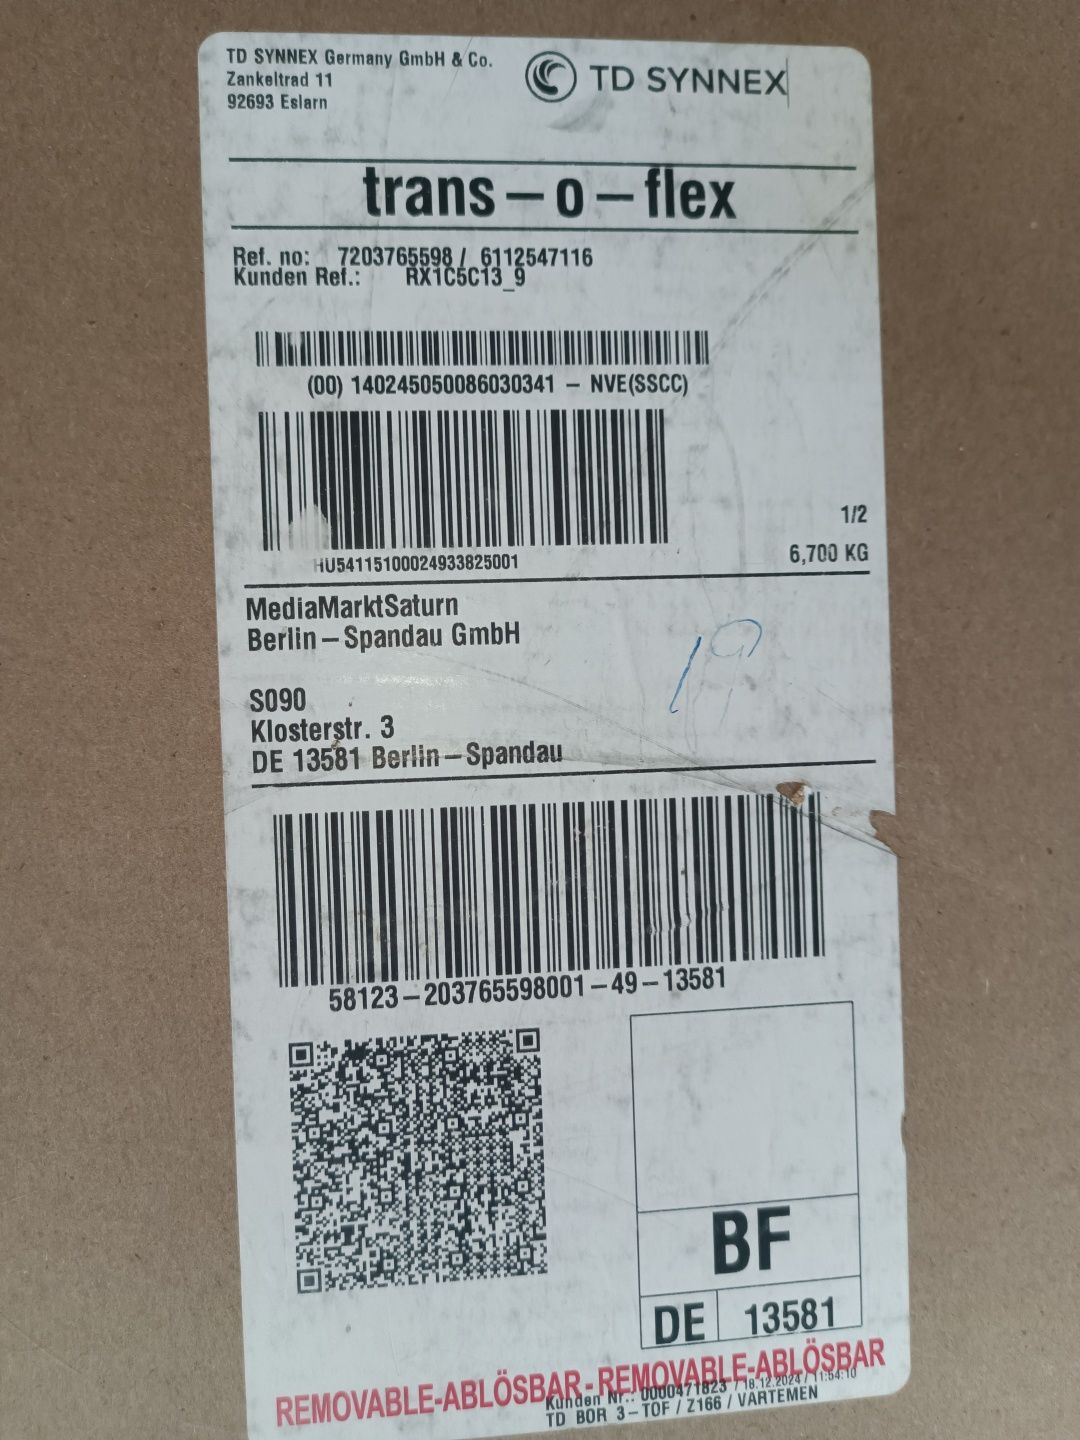 TD SYNNEX Germany GmbH & Co.
Zankeltrad 11
92693 Eslarn
TD SYNNEX
trans-o-flex
Ref. no: 7203765598 / 6112547116
Kunden Ref.: RX1C5C13_9
(00) 140245050086030341 - NVE(SSCC)
HU54115100024933825001
1/2
6,700 KG
MediaMarktSaturn
Berlin-Spandau GmbH
19
S090
Klosterstr. 3
DE 13581 Berlin-Spandau
58123-203765598001-49-13581
BF
DE 13581
REMOVABLE-ABLÖSBAR-REMOVABLE-ABLÖSBAR
Kunden Nr.: 0000471823 / 18.12.2024 / 11:54:10
TD BOR 3-TOF / Z166 / VARTEMEN